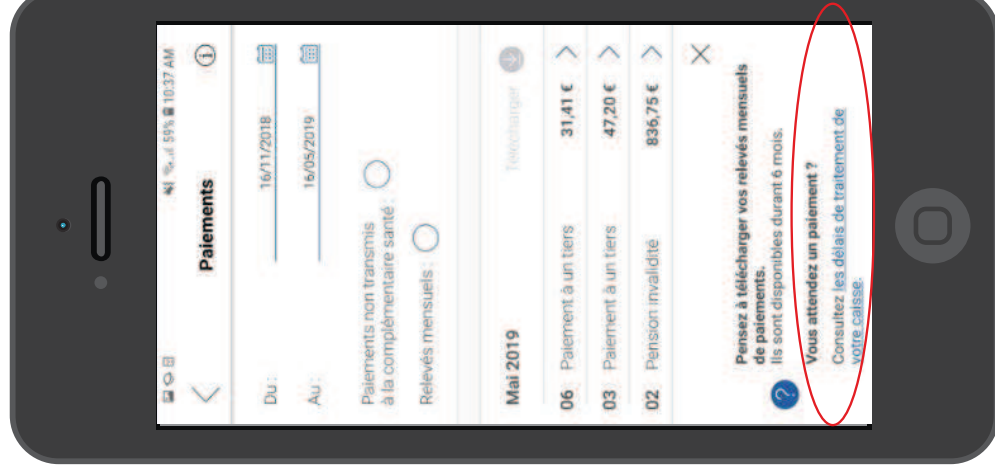 59% 10:37 AM
Paiements
Du : 16/11/2018
Au : 16/05/2019
Paiements non transmis
à la complémentaire santé :
Relevés mensuels :
Mai 2019 Télécharger
06 Paiement à un tiers 31,41 €
03 Paiement à un tiers 47,20 €
02 Pension invalidité 836,75 €
Pensez à télécharger vos relevés mensuels
de paiements.
Ils sont disponibles durant 6 mois.
Vous attendez un paiement ?
Consultez les délais de traitement de
votre caisse.